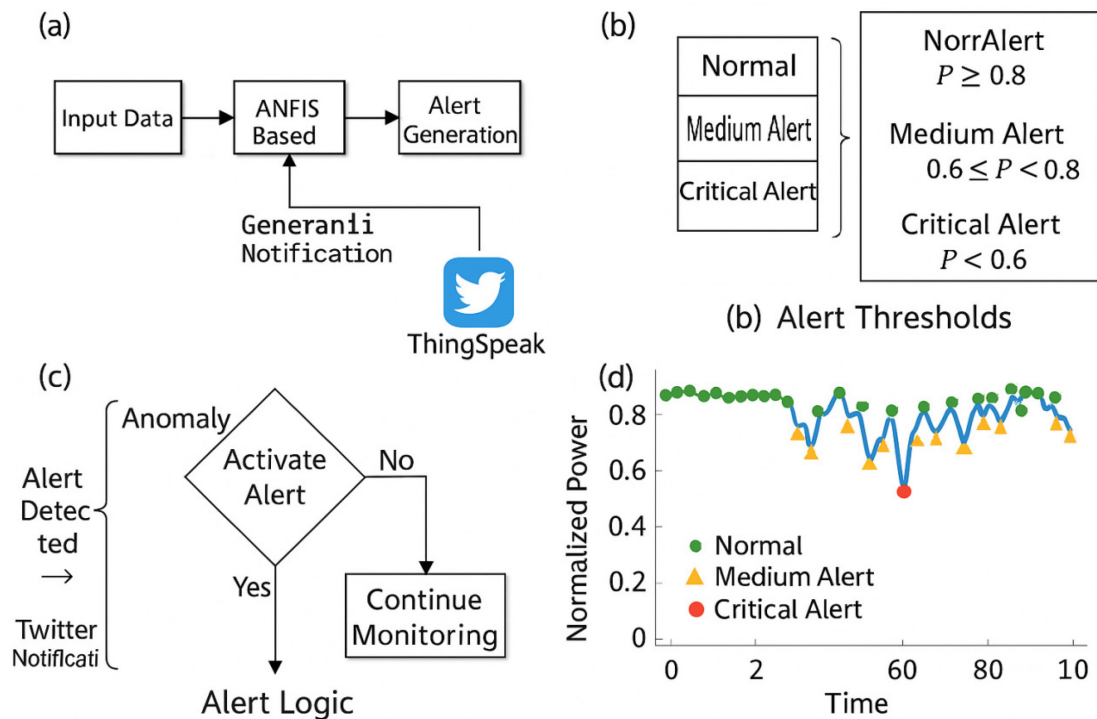 (a)
Input Data
ANFIS
Based
Alert
Generation
Generanli
Notification
ThingSpeak
(b)
Normal
Medium Alert
Critical Alert
NorrAlert
P ≥ 0.8
Medium Alert
0.6 ≤ P < 0.8
Critical Alert
P < 0.6
(b) Alert Thresholds
(c)
Anomaly
Alert
Detec
ted
→
Twitter
Notificati
Activate
Alert
No
Yes
Continue
Monitoring
Alert Logic
(d)
Normalized Power
0.8
0.6
0.4
0.2
0
Normal
Medium Alert
Critical Alert
0 2 60 80 10
Time